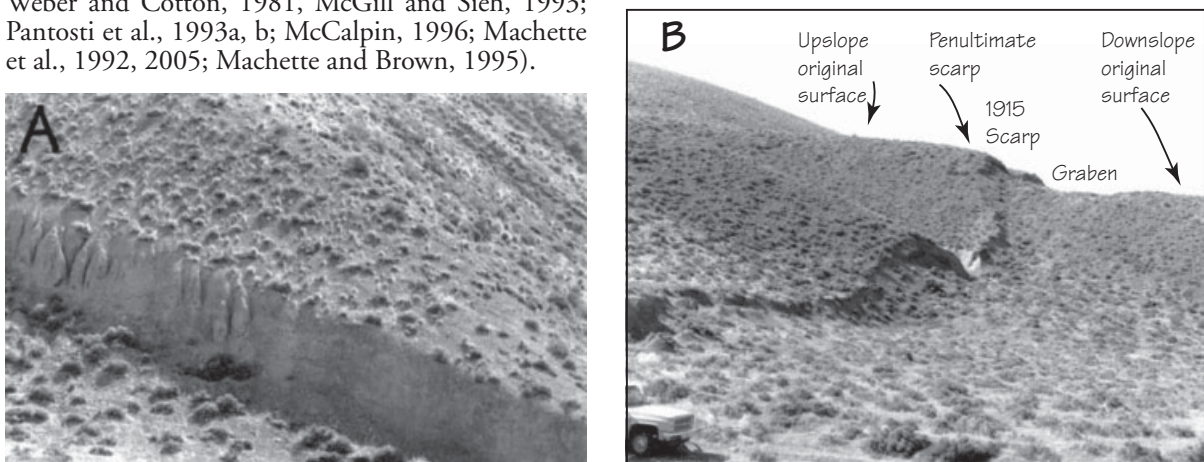 Weber and Cotton, 1981; McGill and Sieh, 1993;
Pantosti et al., 1993a, b; McCalpin, 1996; Machette
et al., 1992, 2005; Machette and Brown, 1995).
A
B
Upslope
original
surface
Penultimate
scarp
1915
Scarp
Graben
Downslope
original
surface